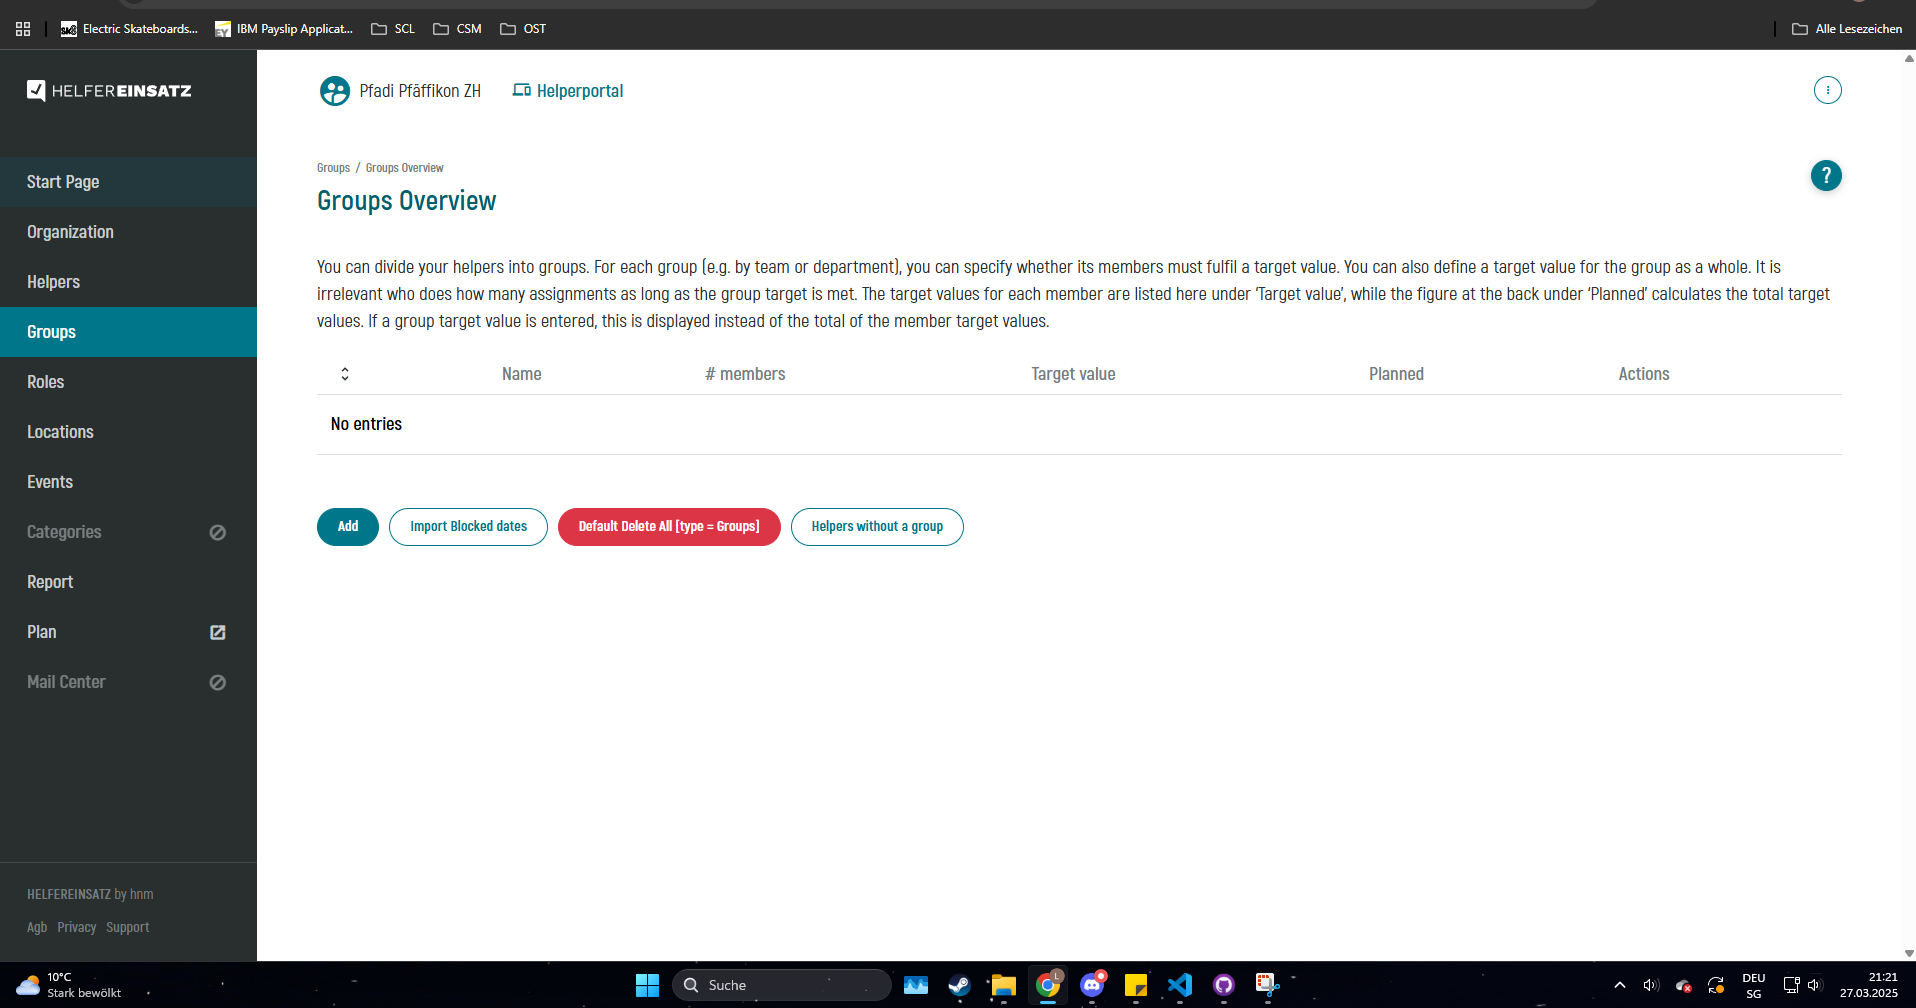 Electric Skateboards...
IBM Payslip Applicat...
SCL
CSM
OST
Alle Lesezeichen
HELFEREINSATZ
Pfadi Pfäffikon ZH
Helperportal
Start Page
Organization
Helpers
Groups
Roles
Locations
Events
Categories
Report
Plan
Mail Center
Groups / Groups Overview
?
Groups Overview
You can divide your helpers into groups. For each group (e.g. by team or department), you can specify whether its members must fulfil a target value. You can also define a target value for the group as a whole. It is
irrelevant who does how many assignments as long as the group target is met. The target values for each member are listed here under ‘Target value’, while the figure at the back under ‘Planned’ calculates the total target
values. If a group target value is entered, this is displayed instead of the total of the member target values.
Name # members Target value Planned Actions
No entries
Add
Import Blocked dates
Default Delete All [type = Groups]
Helpers without a group
HELFEREINSATZ by hnm
Agb Privacy Support
10°C
Stark bewölkt
Suche
L
DEU
SG
21:21
27.03.2025